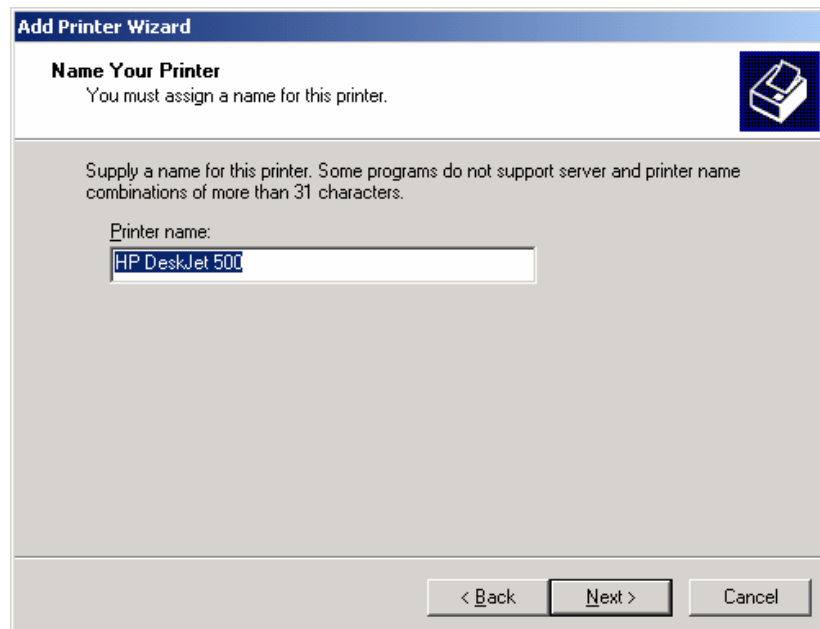 Add Printer Wizard
Name Your Printer
You must assign a name for this printer.
Supply a name for this printer. Some programs do not support server and printer name
combinations of more than 31 characters.
Printer name:
HP DeskJet 500
< Back Next > Cancel